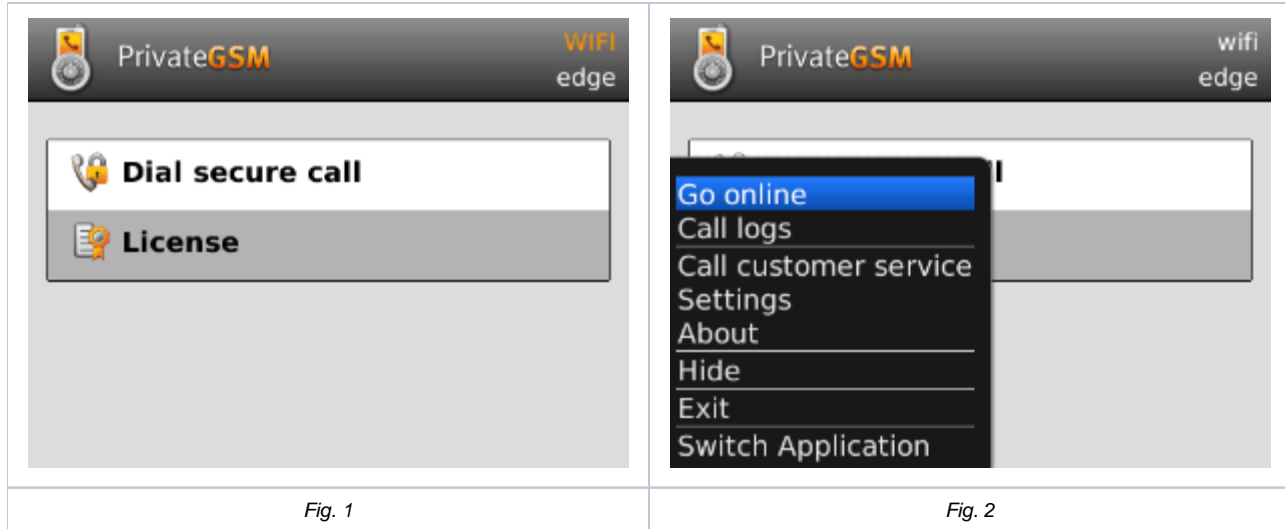 PrivateGSM
WIFI
edge
Dial secure call
License
Fig. 1
PrivateGSM
wifi
edge
l
Go online
Call logs
Call customer service
Settings
About
Hide
Exit
Switch Application
Fig. 2